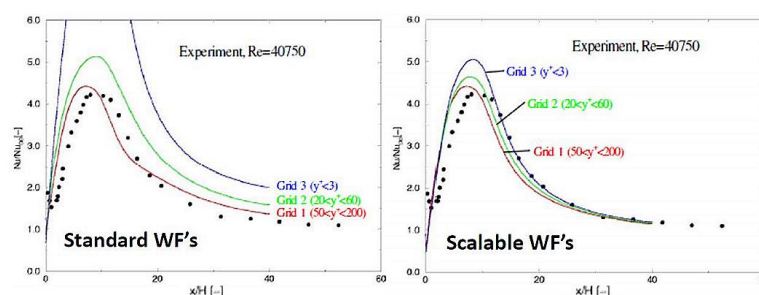 6.0
5.0
4.0
3.0
2.0
1.0
0.0
Nu/Nu
Experiment, Re=40750
Grid 3 (y⁺<3)
Grid 2 (20<y⁺<60)
Grid 1 (50<y⁺<200)
Standard WF's
0 20 40 60
x/H [--]
6.0
5.0
4.0
3.0
2.0
1.0
0.0
Nu/Nu
Experiment, Re=40750
Grid 3 (y⁺<3)
Grid 2 (20<y⁺<60)
Grid 1 (50<y⁺<200)
Scalable WF's
0 20 40 60
x/H [--]